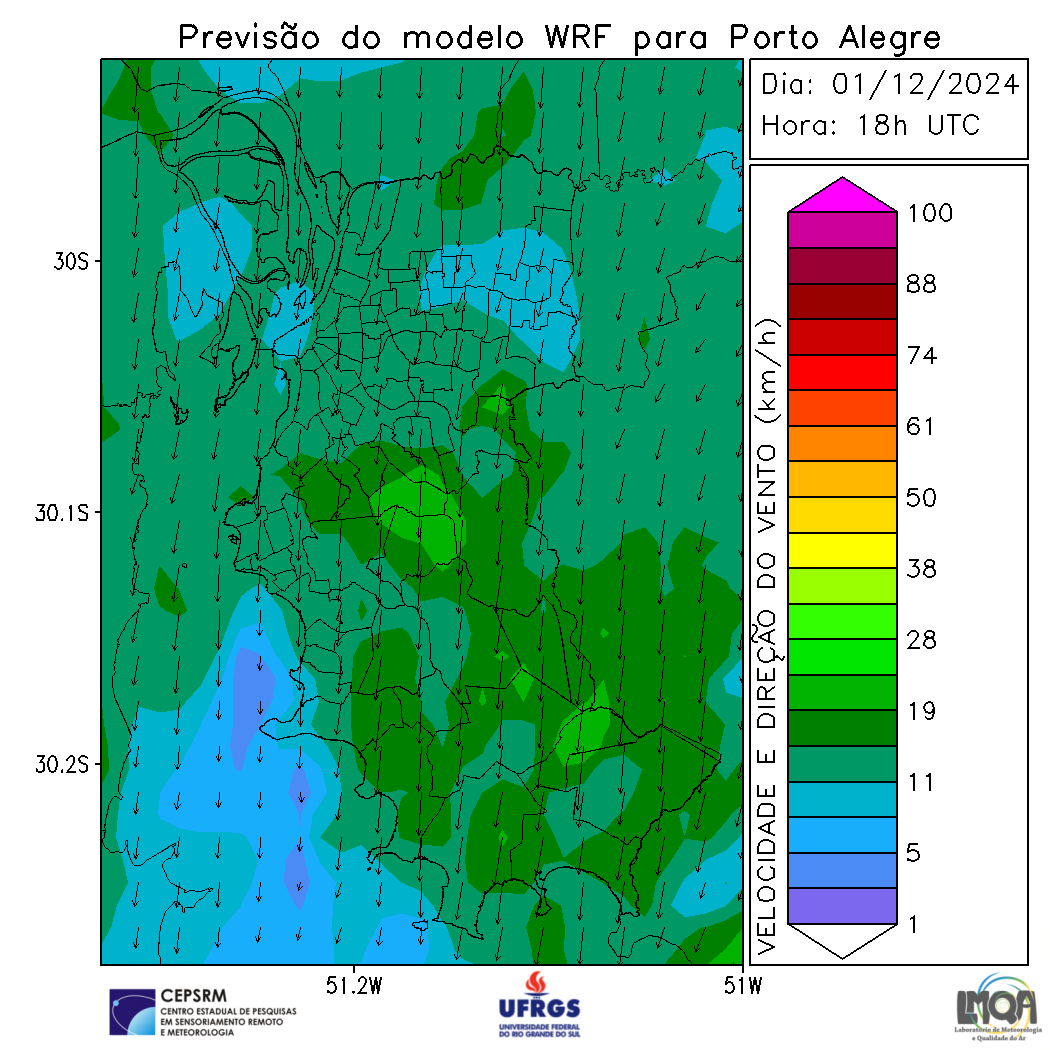 Previsão do modelo WRF para Porto Alegre
Dia: 01/12/2024
Hora: 18h UTC
30S
30.1S
30.2S
51.2W
51W
VELOCIDADE E DIREÇÃO DO VENTO (km/h)
100
88
74
61
50
38
28
19
11
5
1
CEPSRM
CENTRO ESTADUAL DE PESQUISAS
EM SENSORIAMENTO REMOTO
E METEOROLOGIA
UFRGS
UNIVERSIDADE FEDERAL
DO RIO GRANDE DO SUL
LMQA
Laboratório de Meteorologia
e Qualidade do Ar